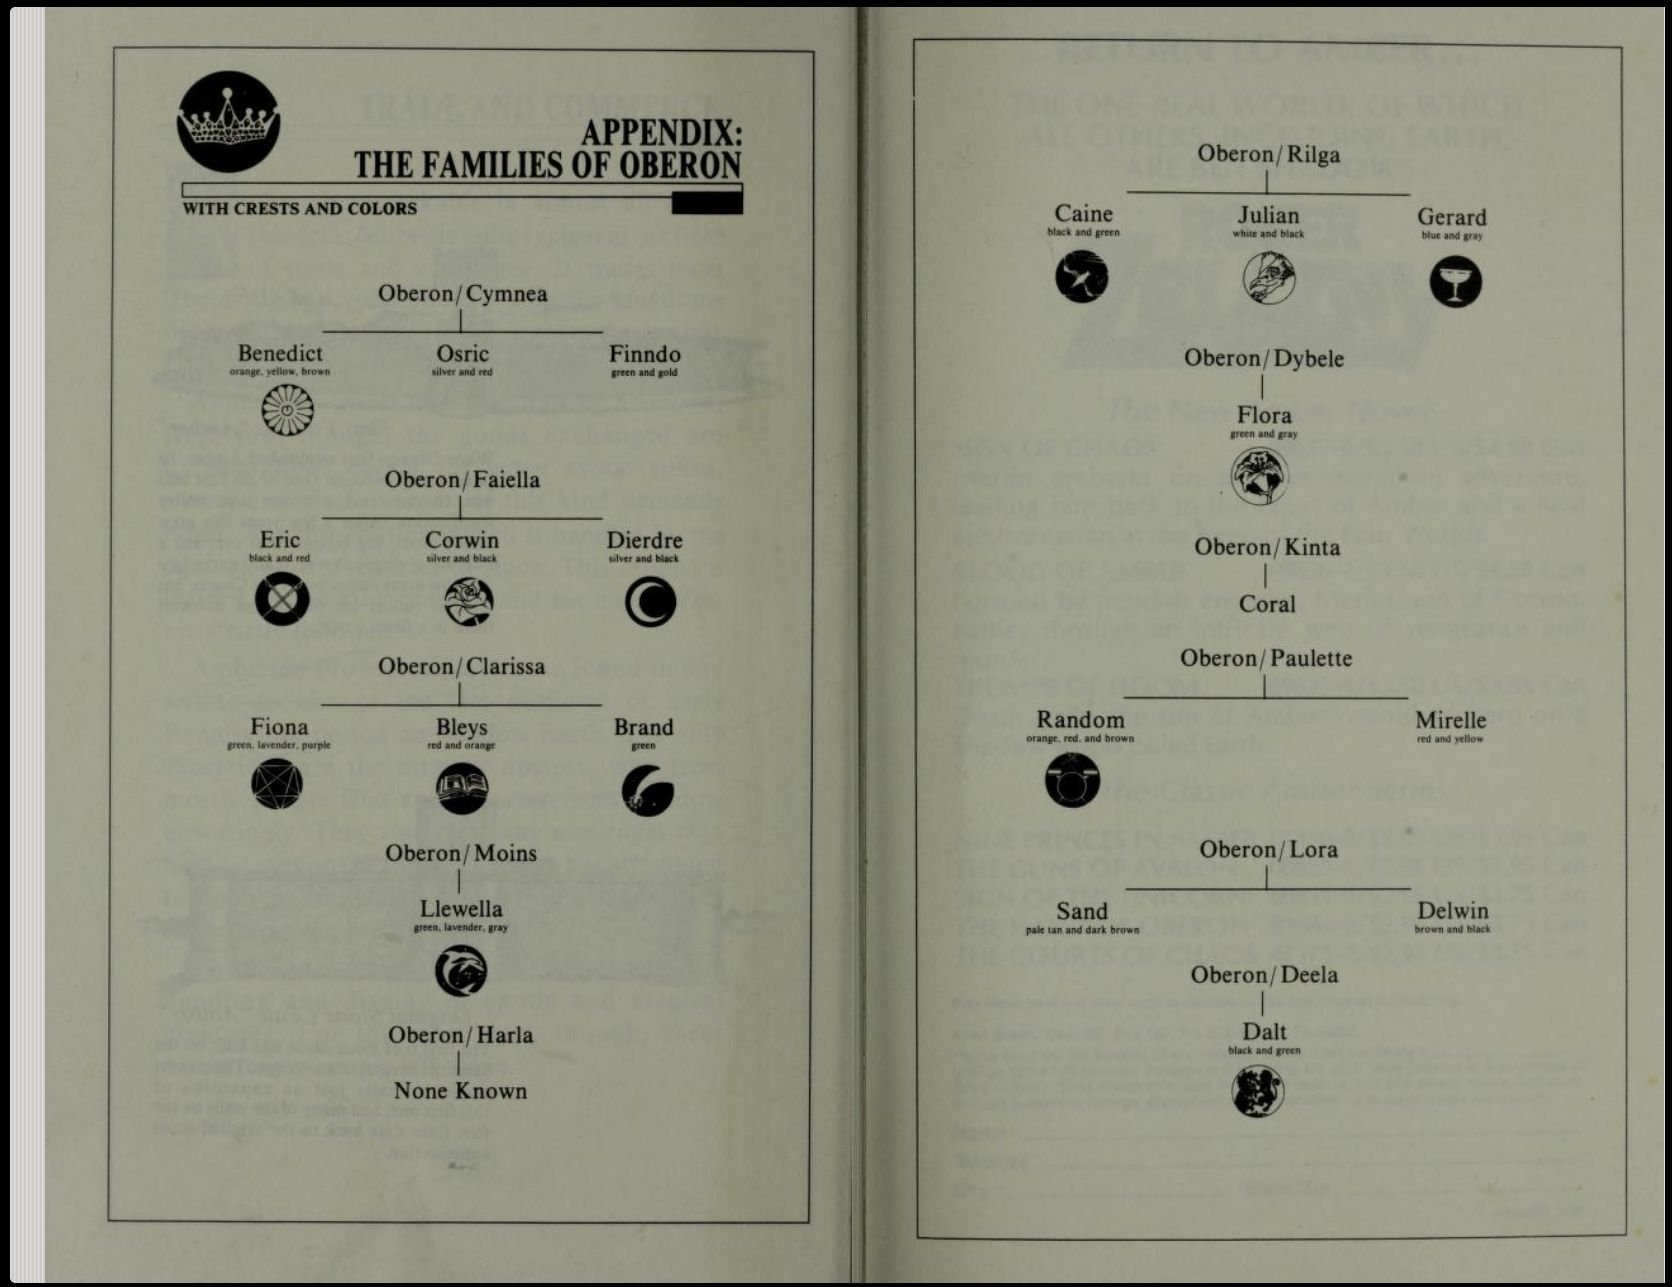 APPENDIX:
THE FAMILIES OF OBERON
WITH CRESTS AND COLORS
Oberon/Cymnea
Benedict Osric Finndo
orange, yellow, brown silver and red green and gold
Oberon/Faiella
Eric Corwin Dierdre
black and red silver and black silver and black
Oberon/Clarissa
Fiona Bleys Brand
green, lavender, purple red and orange green
Oberon/Moins
Llewella
green, lavender, gray
Oberon/Harla
None Known
Oberon/Rilga
Caine Julian Gerard
black and green white and black blue and gray
Oberon/Dybele
Flora
green and gray
Oberon/Kinta
Coral
Oberon/Paulette
Random Mirelle
orange, red, and brown red and yellow
Oberon/Lora
Sand Delwin
pale tan and dark brown brown and black
Oberon/Deela
Dalt
black and green